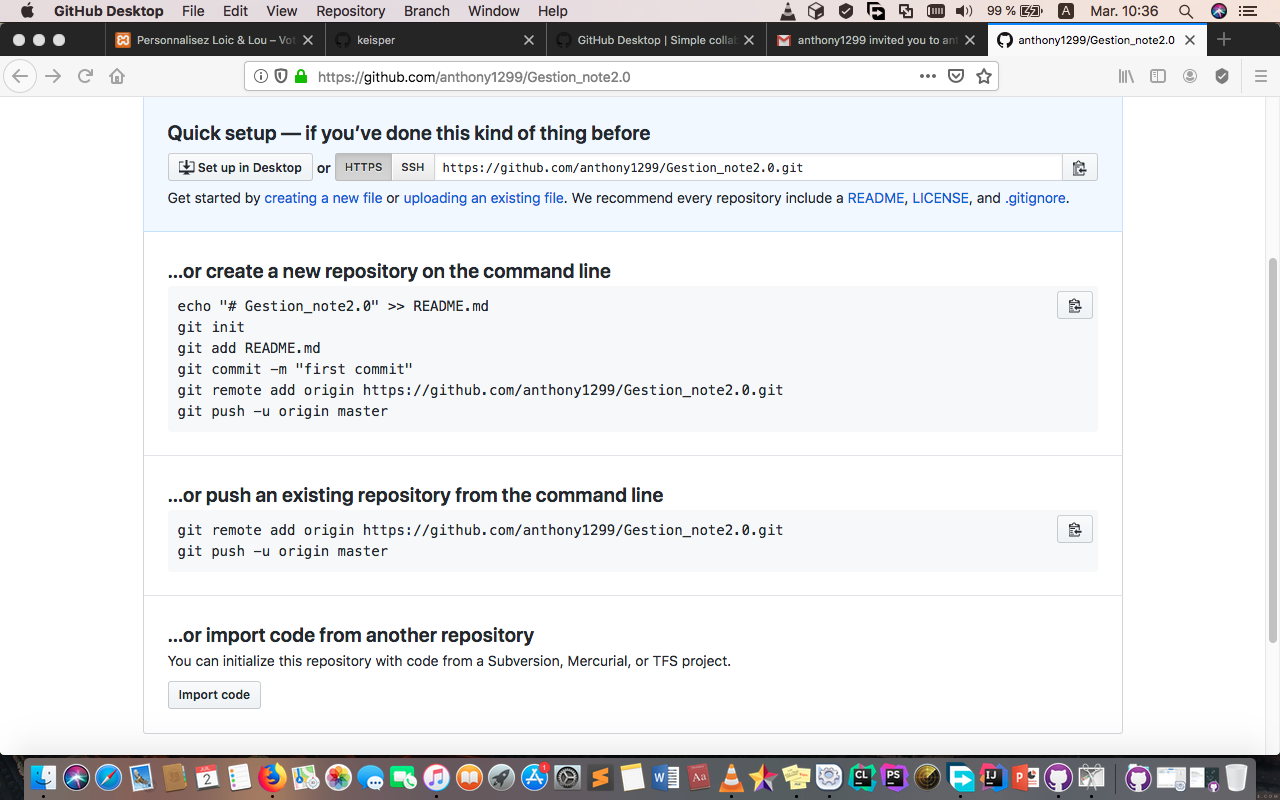 GitHub Desktop File Edit View Repository Branch Window Help 99 % A Mar. 10:36
Personnalisez Loic & Lou – Vot keisper GitHub Desktop | Simple collab anthony1299 invited you to ant anthony1299/Gestion_note2.0
https://github.com/anthony1299/Gestion_note2.0
Quick setup — if you’ve done this kind of thing before
Set up in Desktop or HTTPS SSH https://github.com/anthony1299/Gestion_note2.0.git
Get started by creating a new file or uploading an existing file. We recommend every repository include a README, LICENSE, and .gitignore.
...or create a new repository on the command line
echo "# Gestion_note2.0" >> README.md
git init
git add README.md
git commit -m "first commit"
git remote add origin https://github.com/anthony1299/Gestion_note2.0.git
git push -u origin master
...or push an existing repository from the command line
git remote add origin https://github.com/anthony1299/Gestion_note2.0.git
git push -u origin master
...or import code from another repository
You can initialize this repository with code from a Subversion, Mercurial, or TFS project.
Import code
2 1 W Aa CL PS IJ P